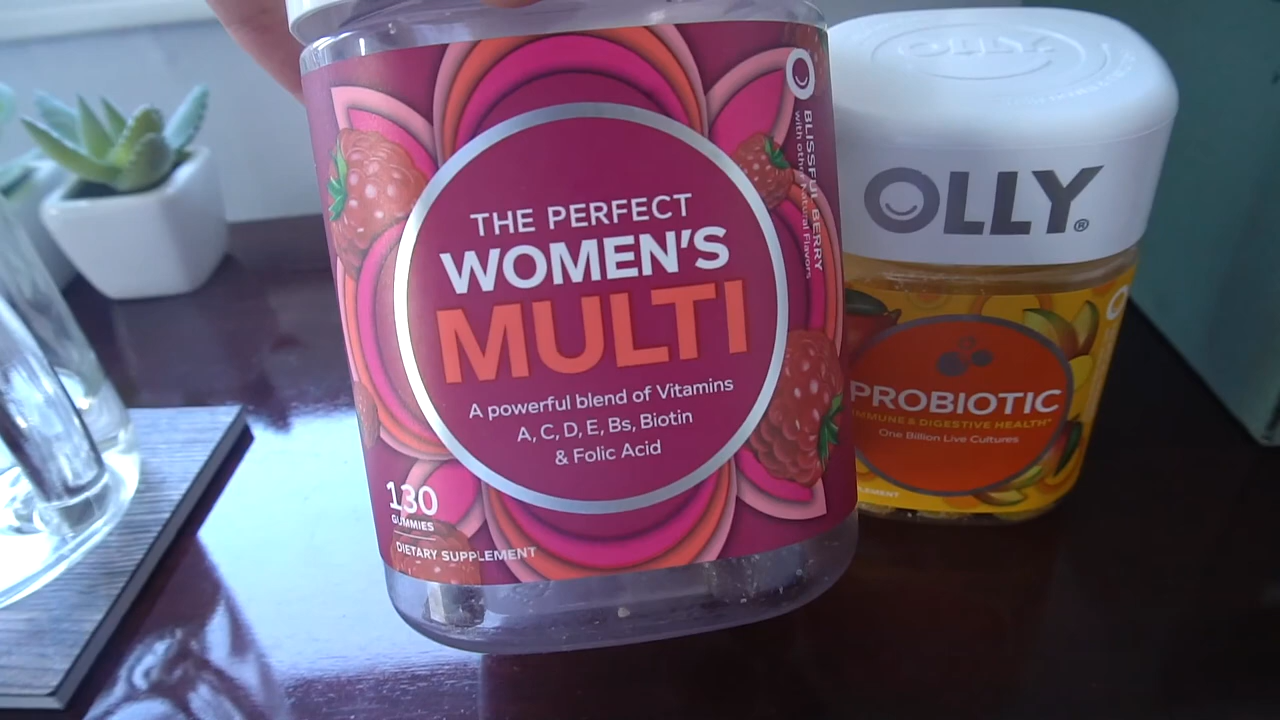 THE PERFECT
WOMEN'S
MULTI
A powerful blend of Vitamins
A, C, D, E, Bs, Biotin
& Folic Acid
130
GUMMIES
DIETARY SUPPLEMENT
BLISSFUL BERRY
with other Natural Flavors
OLLY
OLLY®
PROBIOTIC
IMMUNE & DIGESTIVE HEALTH*
One Billion Live Cultures